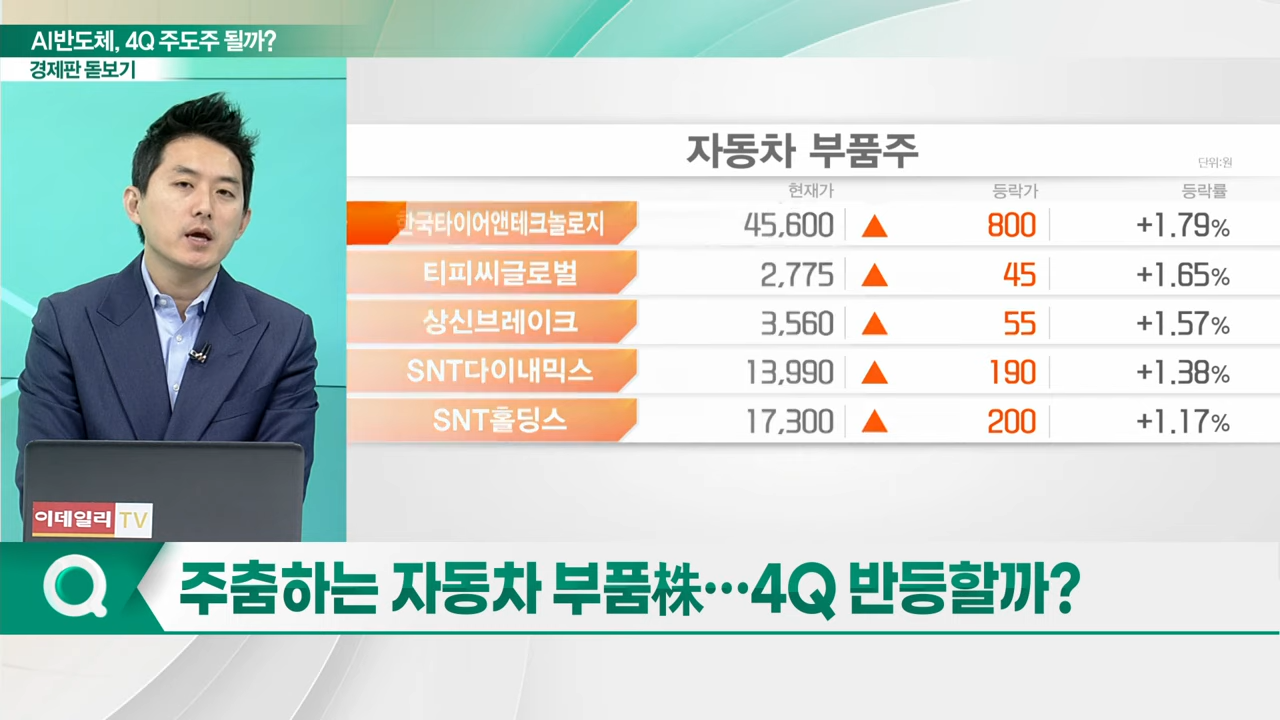 AI반도체, 4Q 주도주 될까?
경제판 돋보기
자동차 부품주
단위:원
현재가 등락가 등락률
한국타이어앤테크놀로지 45,600 ▲ 800 +1.79%
티피씨글로벌 2,775 ▲ 45 +1.65%
상신브레이크 3,560 ▲ 55 +1.57%
SNT다이내믹스 13,990 ▲ 190 +1.38%
SNT홀딩스 17,300 ▲ 200 +1.17%
이데일리 TV
주춤하는 자동차 부품株…4Q 반등할까?